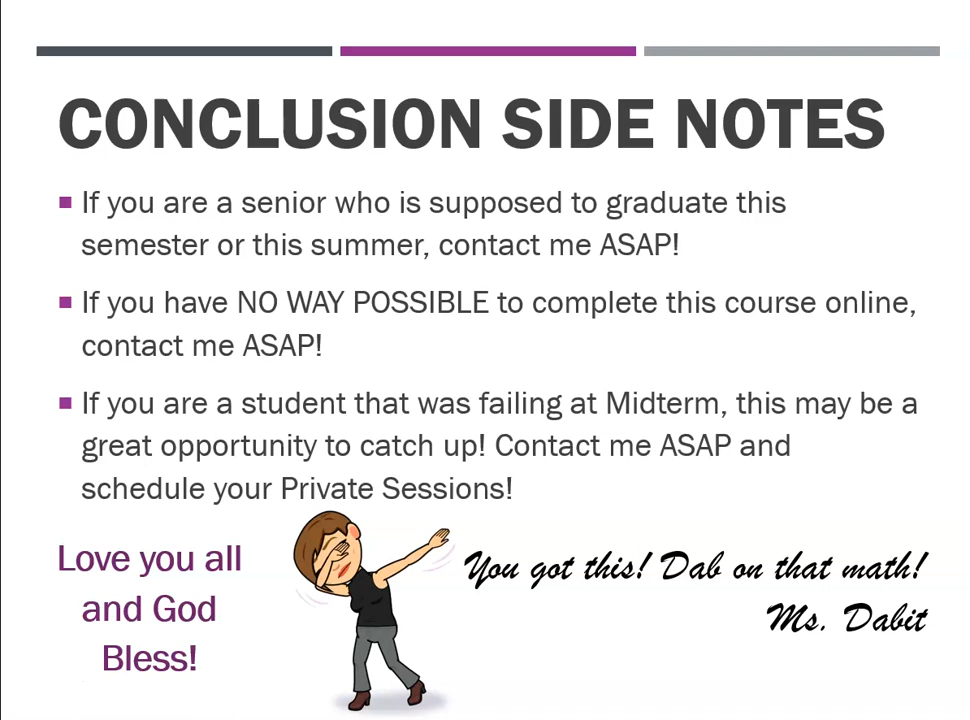 CONCLUSION SIDE NOTES
If you are a senior who is supposed to graduate this
semester or this summer, contact me ASAP!
If you have NO WAY POSSIBLE to complete this course online,
contact me ASAP!
If you are a student that was failing at Midterm, this may be a
great opportunity to catch up! Contact me ASAP and
schedule your Private Sessions!
Love you all
and God
Bless!
You got this! Dab on that math!
Ms. Dabit